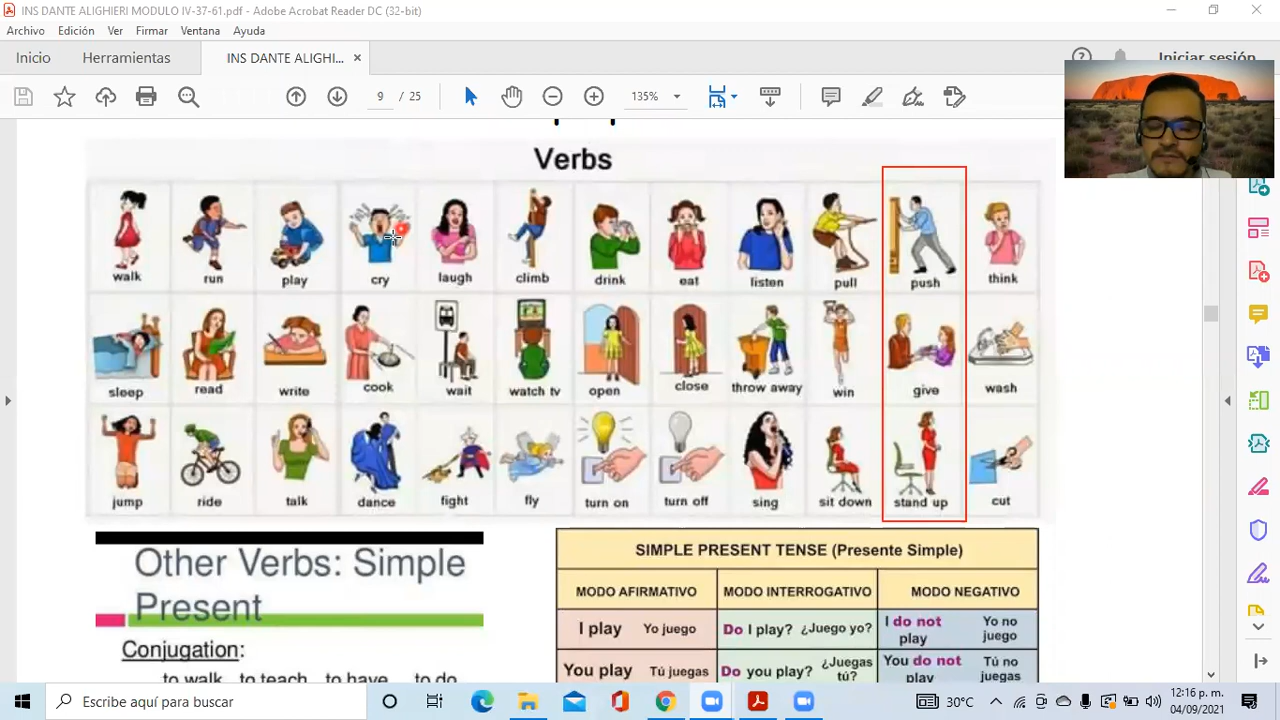 INS DANTE ALIGHIERI MODULO IV-37-61.pdf - Adobe Acrobat Reader DC (32-bit)
Archivo Edición Ver Firmar Ventana Ayuda
Inicio Herramientas INS DANTE ALIGHI... × Iniciar sesión
9 / 25 135%
Verbs
walk run play cry laugh climb drink eat listen pull push think
sleep read write cook wait watch tv open close throw away win give wash
jump ride talk dance fight fly turn on turn off sing sit down stand up cut
Other Verbs: Simple
Present
Conjugation:
to walk to teach to have to do
SIMPLE PRESENT TENSE (Presente Simple)
MODO AFIRMATIVO MODO INTERROGATIVO MODO NEGATIVO
I play Yo juego Do I play? ¿Juego yo? I do not play Yo no juego
You play Tú juegas Do you play? ¿Juegas tú? You do not play Tú no juegas
Escribe aquí para buscar
30°C
12:16 p. m.
04/09/2021